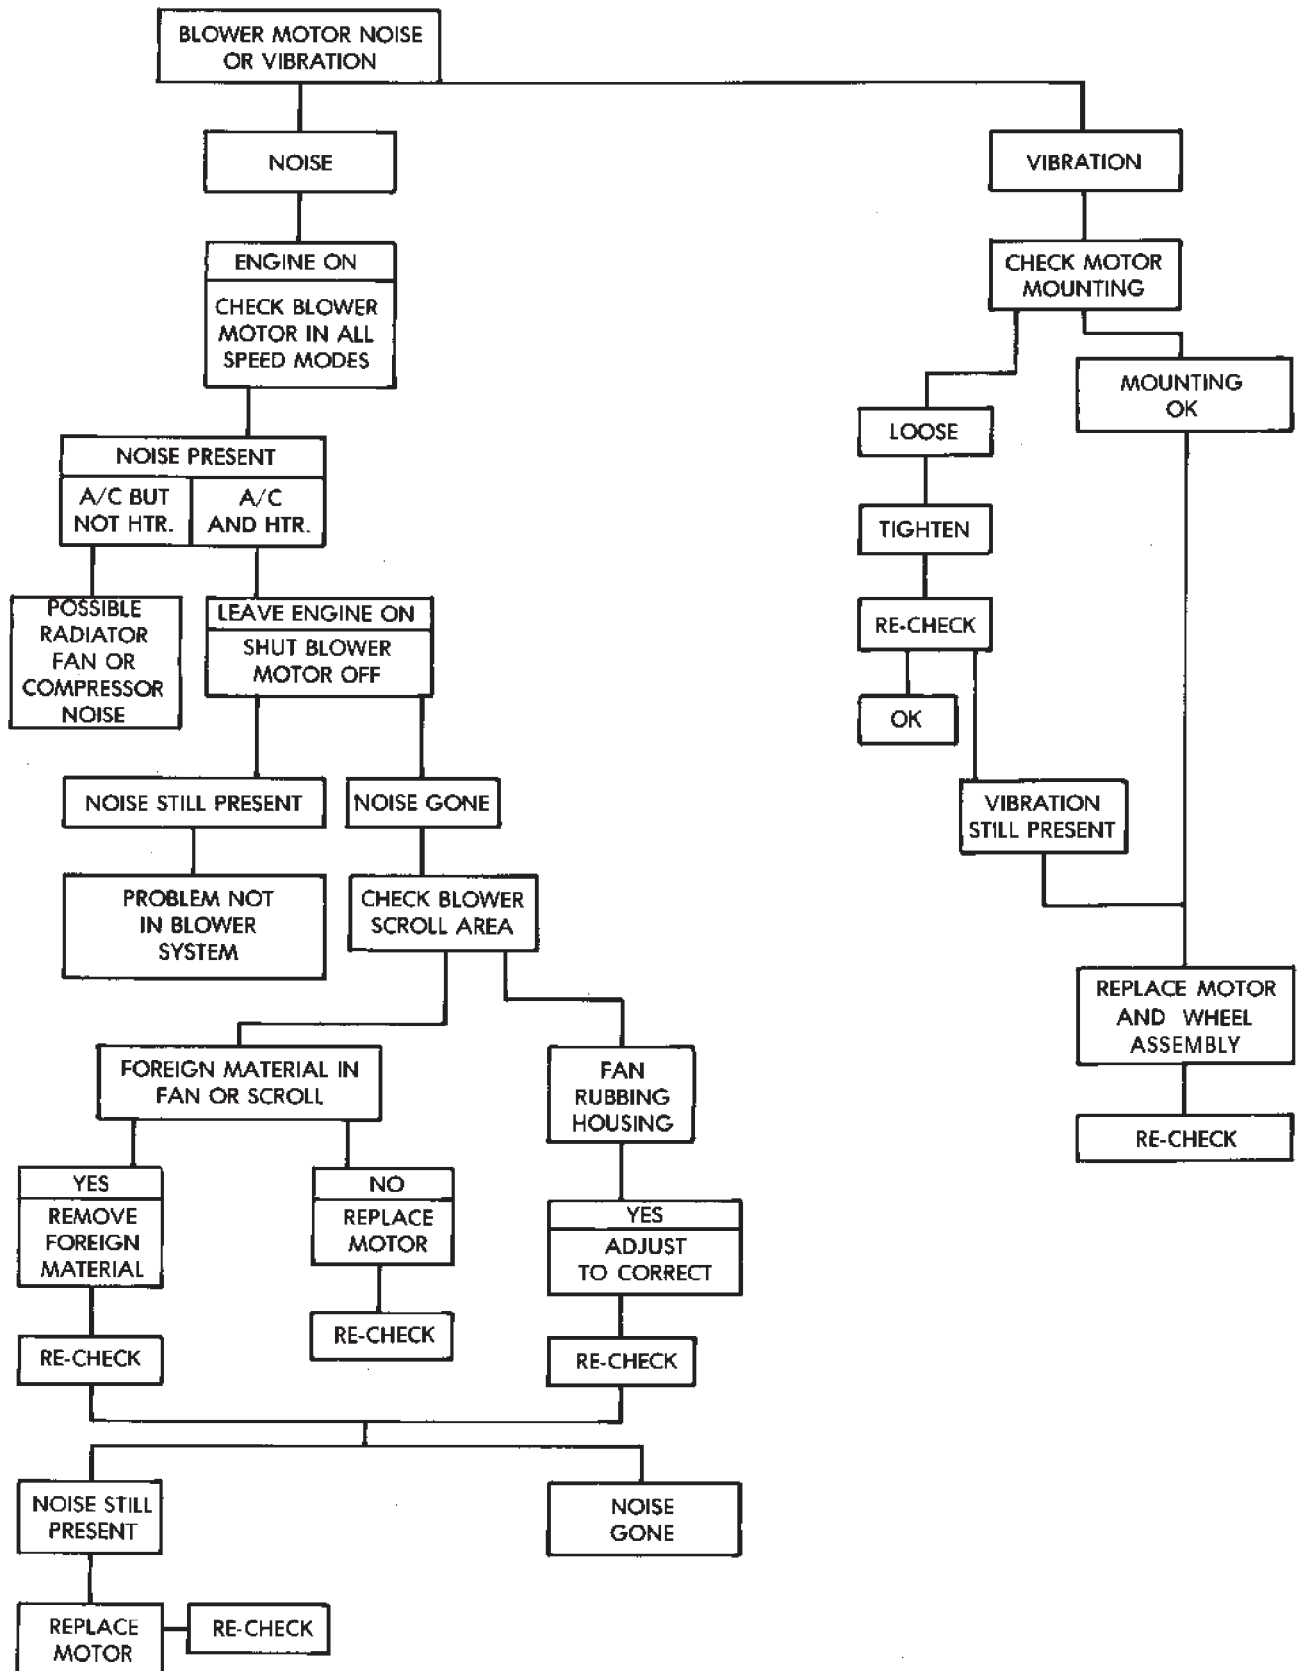 BLOWER MOTOR NOISE
OR VIBRATION
NOISE
VIBRATION
ENGINE ON
CHECK BLOWER
MOTOR IN ALL
SPEED MODES
CHECK MOTOR
MOUNTING
MOUNTING
OK
LOOSE
NOISE PRESENT
A/C BUT
NOT HTR.
A/C
AND HTR.
TIGHTEN
POSSIBLE
RADIATOR
FAN OR
COMPRESSOR
NOISE
LEAVE ENGINE ON
SHUT BLOWER
MOTOR OFF
RE-CHECK
OK
NOISE STILL PRESENT
NOISE GONE
VIBRATION
STILL PRESENT
PROBLEM NOT
IN BLOWER
SYSTEM
CHECK BLOWER
SCROLL AREA
REPLACE MOTOR
AND WHEEL
ASSEMBLY
FOREIGN MATERIAL IN
FAN OR SCROLL
FAN
RUBBING
HOUSING
RE-CHECK
YES
REMOVE
FOREIGN
MATERIAL
NO
REPLACE
MOTOR
YES
ADJUST
TO CORRECT
RE-CHECK
RE-CHECK
RE-CHECK
NOISE STILL
PRESENT
NOISE
GONE
REPLACE
MOTOR
RE-CHECK